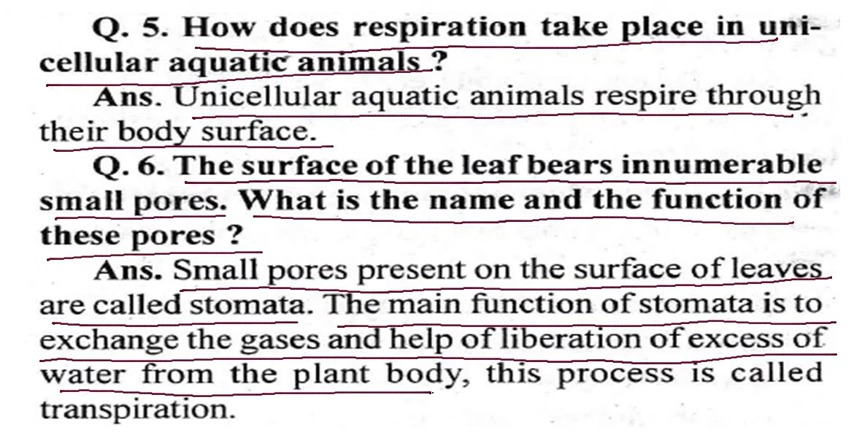 Q. 5. How does respiration take place in uni-
cellular aquatic animals ?
Ans. Unicellular aquatic animals respire through
their body surface.
Q. 6. The surface of the leaf bears innumerable
small pores. What is the name and the function of
these pores ?
Ans. Small pores present on the surface of leaves
are called stomata. The main function of stomata is to
exchange the gases and help of liberation of excess of
water from the plant body, this process is called
transpiration.